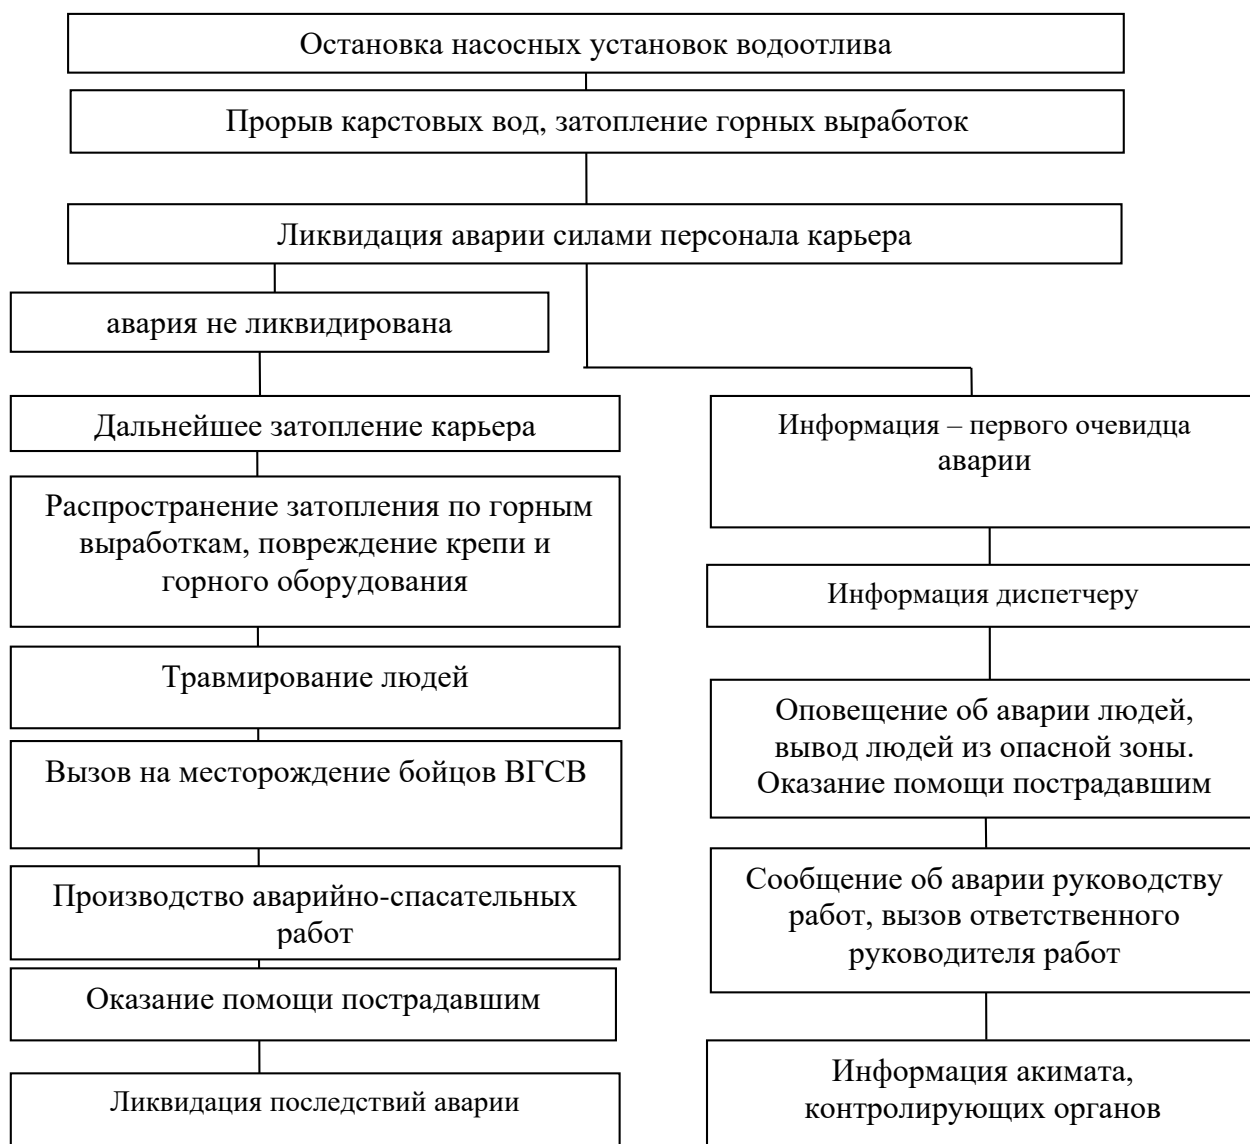 Остановка насосных установок водоотлива
Прорыв карстовых вод, затопление горных выработок
Ликвидация аварии силами персонала карьера
авария не ликвидирована
Дальнейшее затопление карьера
Распространение затопления по горным
выработкам, повреждение крепи и
горного оборудования
Травмирование людей
Вызов на месторождение бойцов ВГСВ
Производство аварийно-спасательных
работ
Оказание помощи пострадавшим
Ликвидация последствий аварии
Информация – первого очевидца
аварии
Информация диспетчеру
Оповещение об аварии людей,
вывод людей из опасной зоны.
Оказание помощи пострадавшим
Сообщение об аварии руководству
работ, вызов ответственного
руководителя работ
Информация акимата,
контролирующих органов